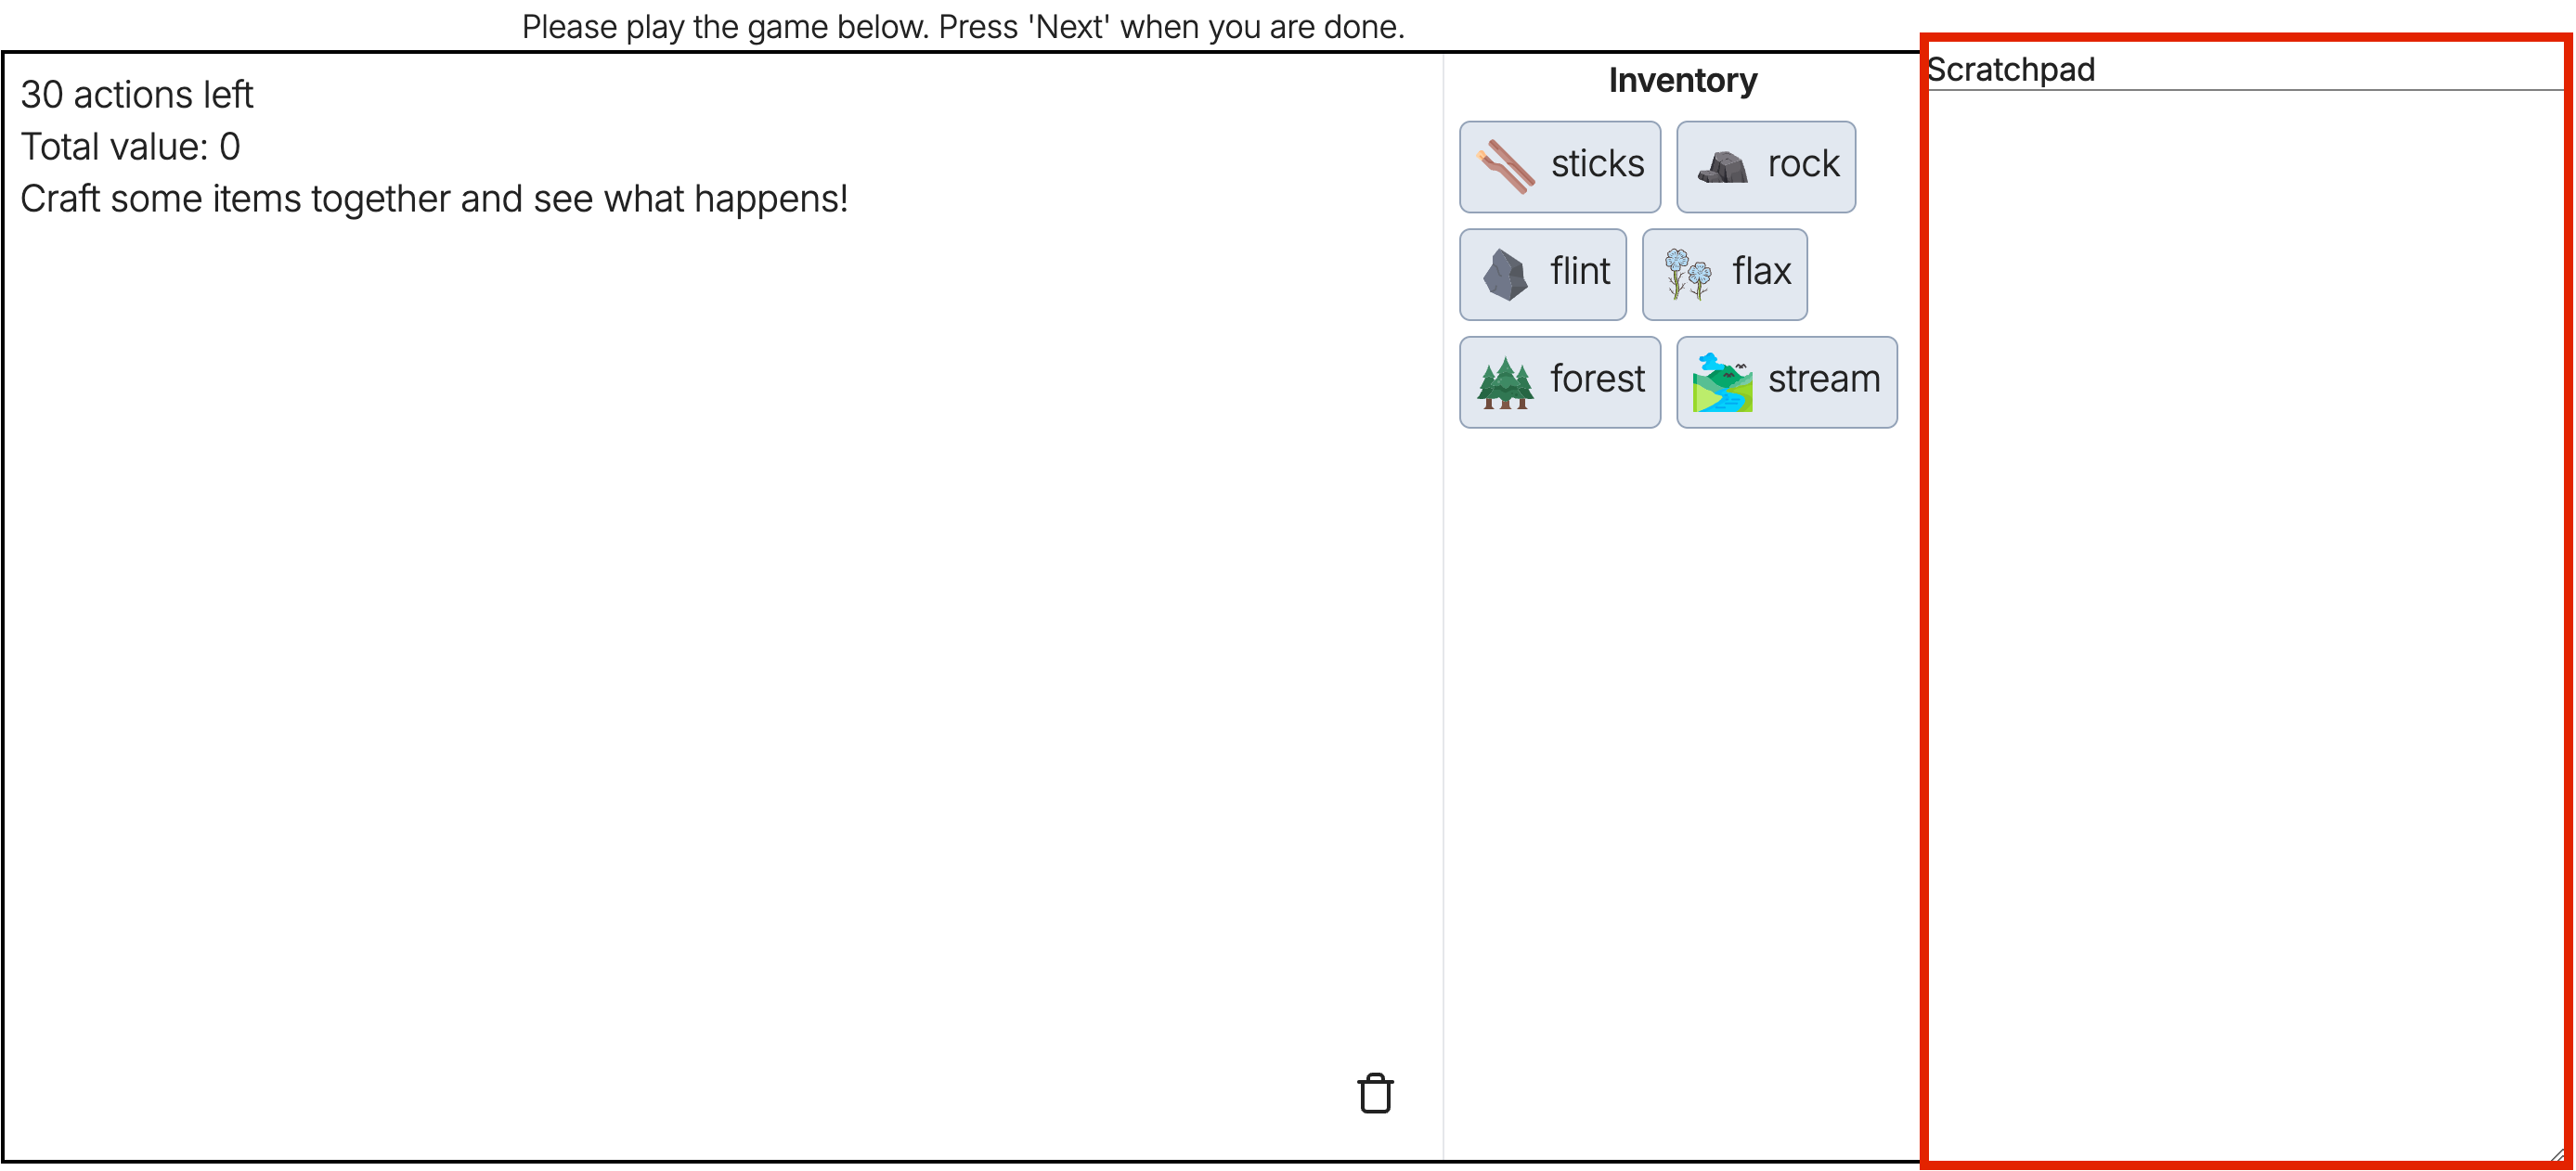 Please play the game below. Press 'Next' when you are done.
30 actions left
Total value: 0
Craft some items together and see what happens!
Inventory
sticks
rock
flint
flax
forest
stream
Scratchpad